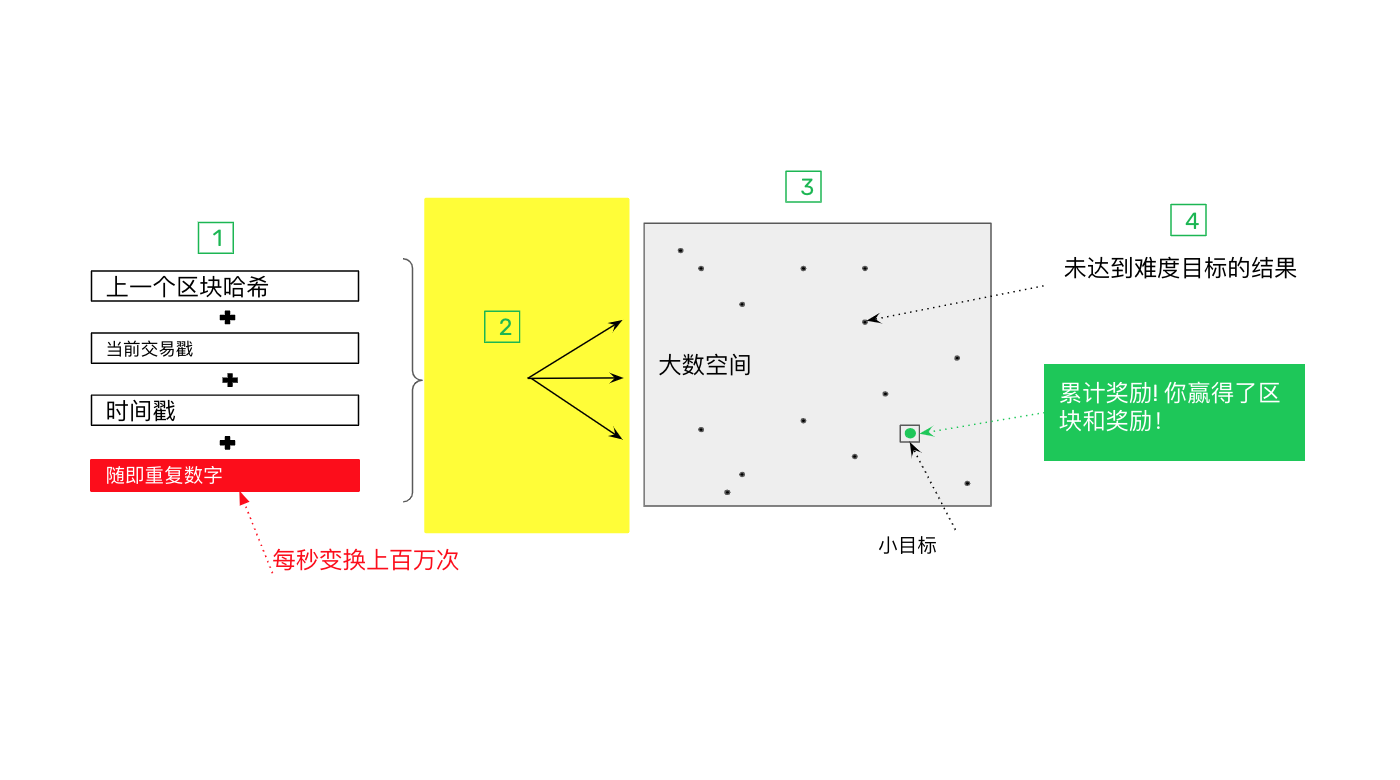 1
上一个区块哈希
当前交易戳
时间戳
随即重复数字
每秒变换上百万次
2
3
大数空间
小目标
4
未达到难度目标的结果
累计奖励! 你赢得了区
块和奖励!